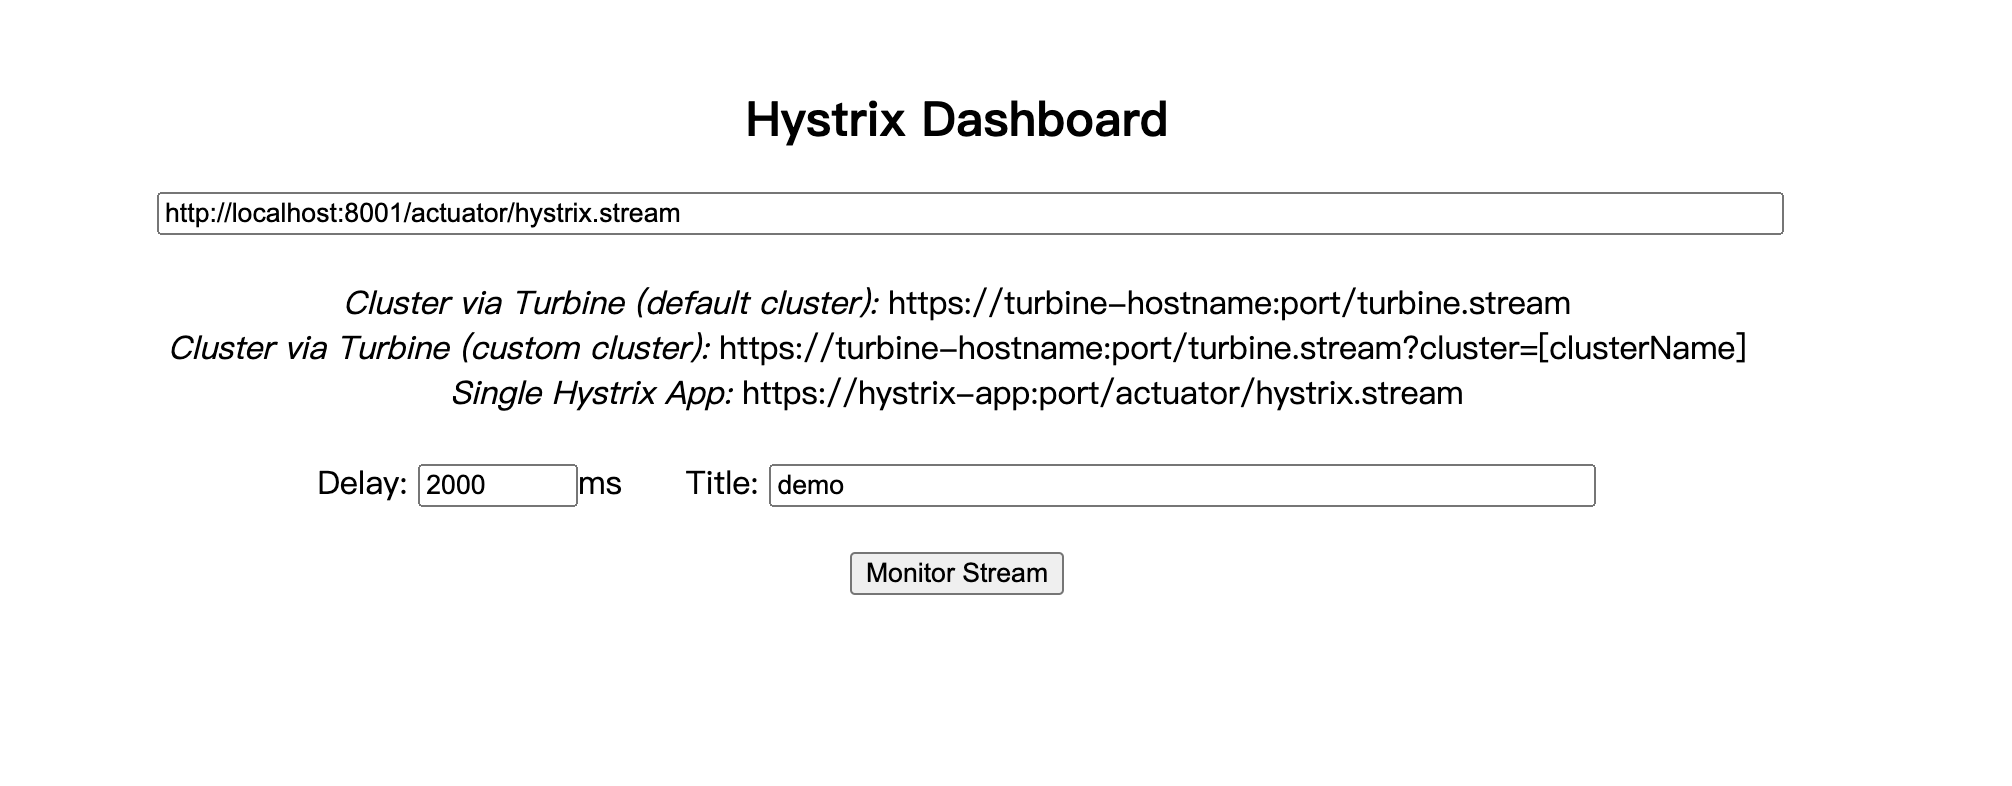 Hystrix Dashboard
http://localhost:8001/actuator/hystrix.stream
Cluster via Turbine (default cluster): https://turbine-hostname:port/turbine.stream
Cluster via Turbine (custom cluster): https://turbine-hostname:port/turbine.stream?cluster=[clusterName]
Single Hystrix App: https://hystrix-app:port/actuator/hystrix.stream
Delay: 2000 ms Title: demo
Monitor Stream